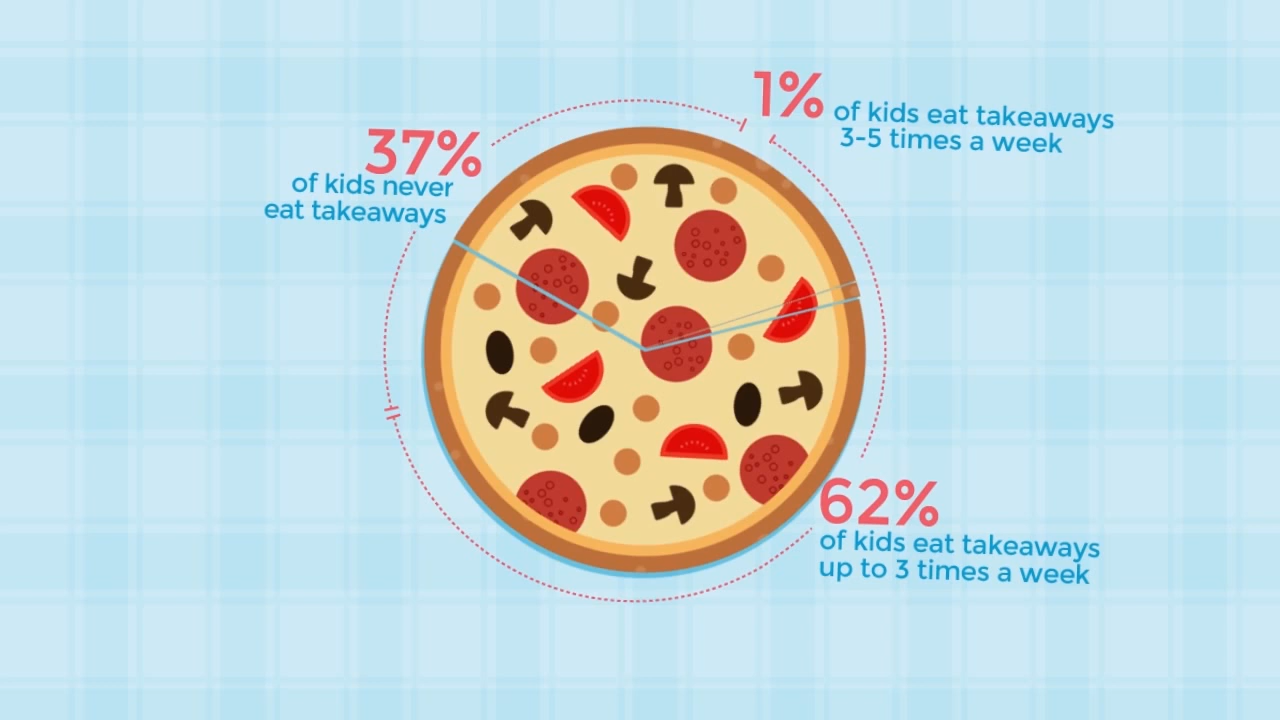 37%
of kids never
eat takeaways
1%
of kids eat takeaways
3-5 times a week
62%
of kids eat takeaways
up to 3 times a week